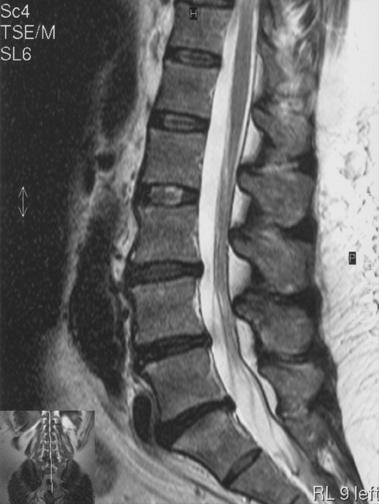 Sc4
TSE/M
SL6
H
P
RL 9 left